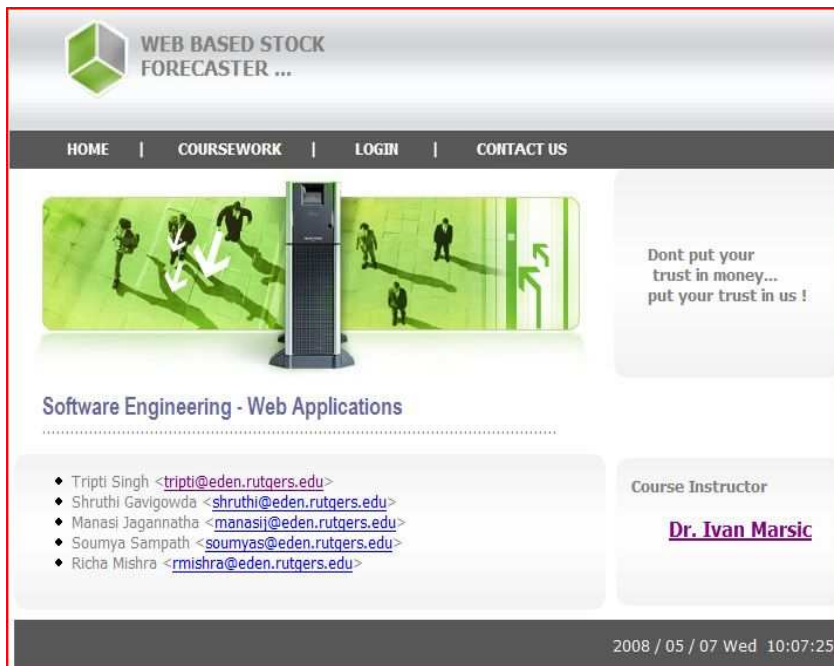 WEB BASED STOCK
FORECASTER ...
HOME | COURSEWORK | LOGIN | CONTACT US
Dont put your
trust in money...
put your trust in us !
Software Engineering - Web Applications
Tripti Singh <tripti@eden.rutgers.edu>
Shruthi Gavigowda <shruthi@eden.rutgers.edu>
Manasi Jagannatha <manasij@eden.rutgers.edu>
Soumya Sampath <soumyas@eden.rutgers.edu>
Richa Mishra <rmishra@eden.rutgers.edu>
Course Instructor
Dr. Ivan Marsic
2008 / 05 / 07 Wed 10:07:25